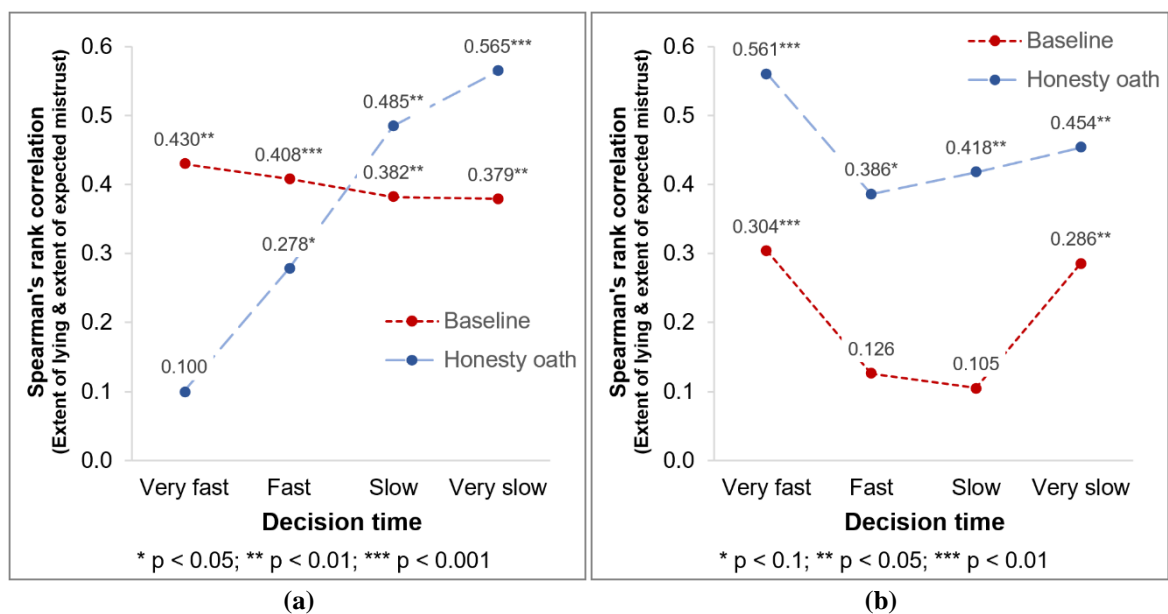 Spearman's rank correlation
(Extent of lying & extent of expected mistrust)
0.6
0.5
0.4
0.3
0.2
0.1
0.0
0.430**
0.408***
0.382**
0.379**
0.100
0.278*
0.485**
0.565***
Baseline
Honesty oath
Very fast
Fast
Slow
Very slow
Decision time
* p < 0.05; ** p < 0.01; *** p < 0.001
(a)
Spearman's rank correlation
(Extent of lying & extent of expected mistrust)
0.6
0.5
0.4
0.3
0.2
0.1
0.0
Baseline
Honesty oath
0.561***
0.386*
0.418**
0.454**
0.304***
0.126
0.105
0.286**
Very fast
Fast
Slow
Very slow
Decision time
* p < 0.1; ** p < 0.05; *** p < 0.01
(b)